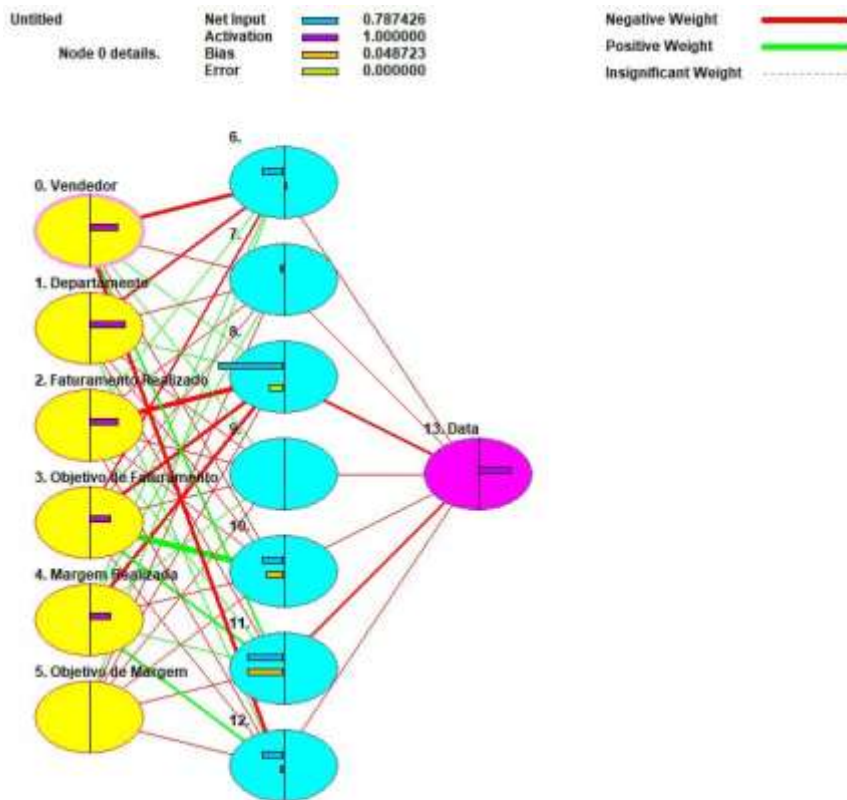 Untitled
Node 0 details.
Net Input 0.787426
Activation 1.000000
Bias 0.048723
Error 0.000000
Negative Weight
Positive Weight
Insignificant Weight
6.
0. Vendedor
7.
1. Departamento
8.
2. Faturamento Realizado
9.
13. Data
3. Objetivo de Faturamento
10.
4. Margem Realizada
11.
5. Objetivo de Margem
12.